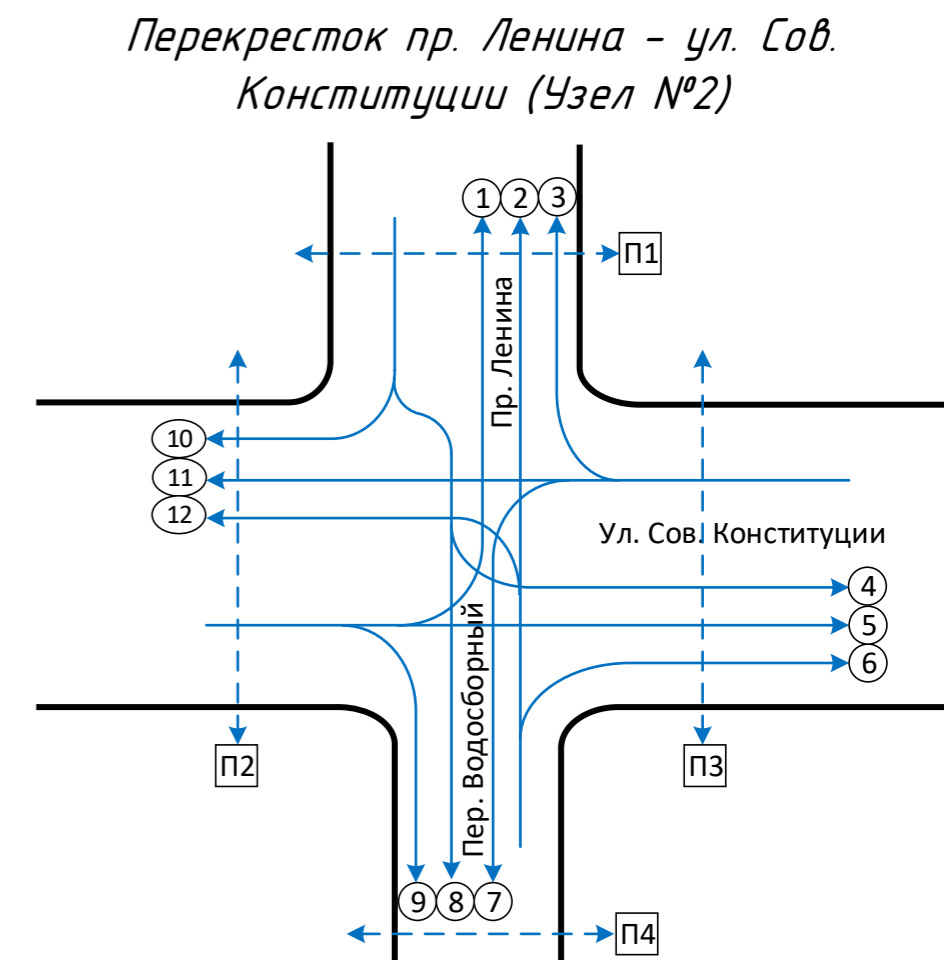 Перекресток пр. Ленина - ул. Сов.
Конституции (Узел №2)
1 2 3
П1
Пр. Ленина
10
11
12
Ул. Сов. Конституции
4
5
6
Пер. Водосборный
П2
П3
9 8 7
П4